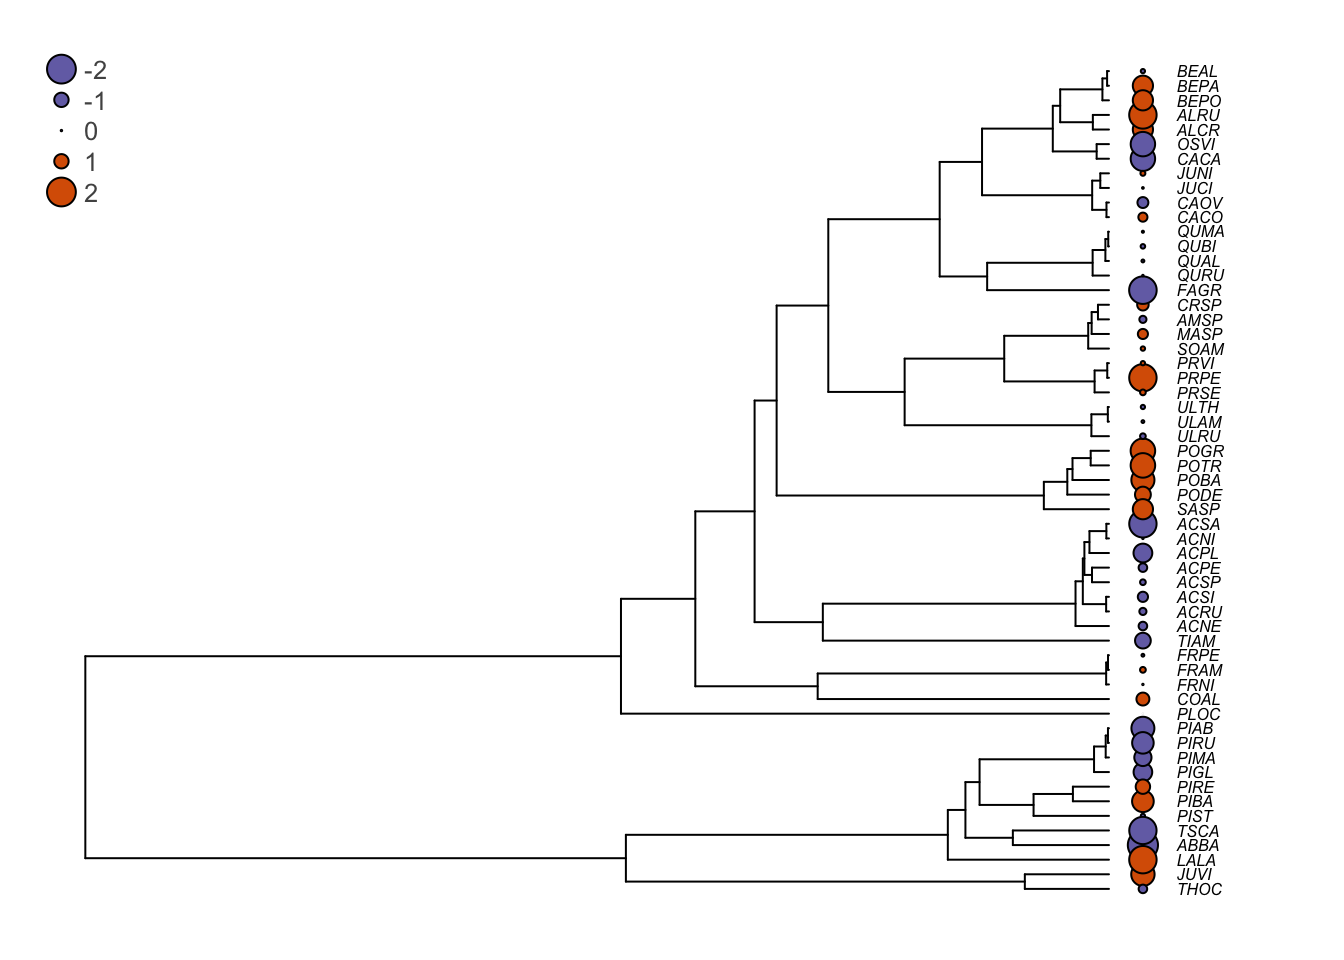 -2
-1
0
1
2
BEAL
BEPA
BEPO
ALRU
ALCR
OSVI
CACA
JUNI
JUCI
CAOV
CACO
QUMA
QUBI
QUAL
QURU
FAGR
CRSP
AMSP
MASP
SOAM
PRVI
PRPE
PRSE
ULTH
ULAM
ULRU
POGR
POTR
POBA
PODE
SASP
ACSA
ACNI
ACPL
ACPE
ACSP
ACSI
ACRU
ACNE
TIAM
FRPE
FRAM
FRNI
COAL
PLOC
PIAB
PIRU
PIMA
PIGL
PIRE
PIBA
PIST
TSCA
ABBA
LALA
JUVI
THOC